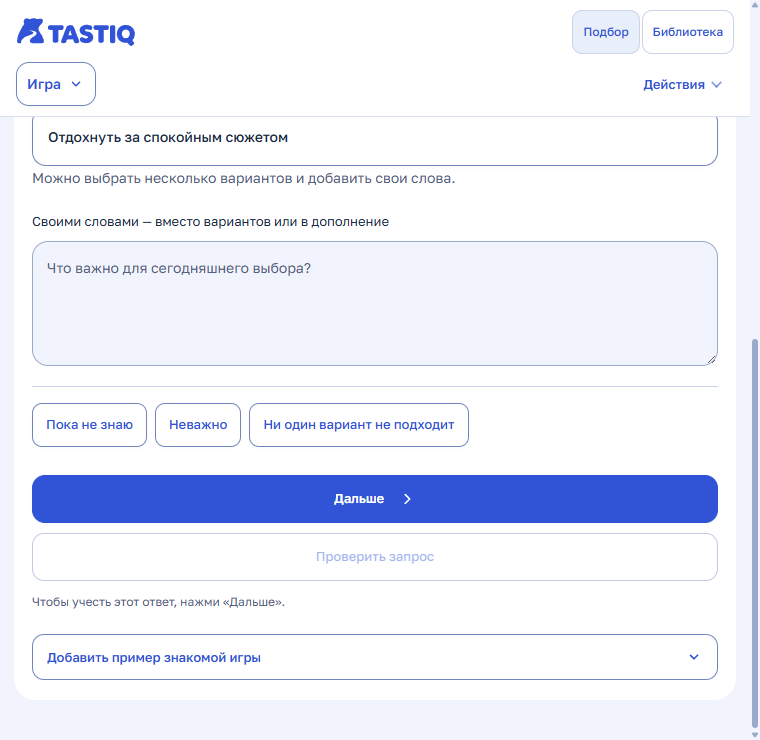 TASTIQ
Подбор
Библиотека
Игра
Действия
Отдохнуть за спокойным сюжетом
Можно выбрать несколько вариантов и добавить свои слова.
Своими словами — вместо вариантов или в дополнение
Что важно для сегодняшнего выбора?
Пока не знаю
Неважно
Ни один вариант не подходит
Дальше
Проверить запрос
Чтобы учесть этот ответ, нажми «Дальше».
Добавить пример знакомой игры